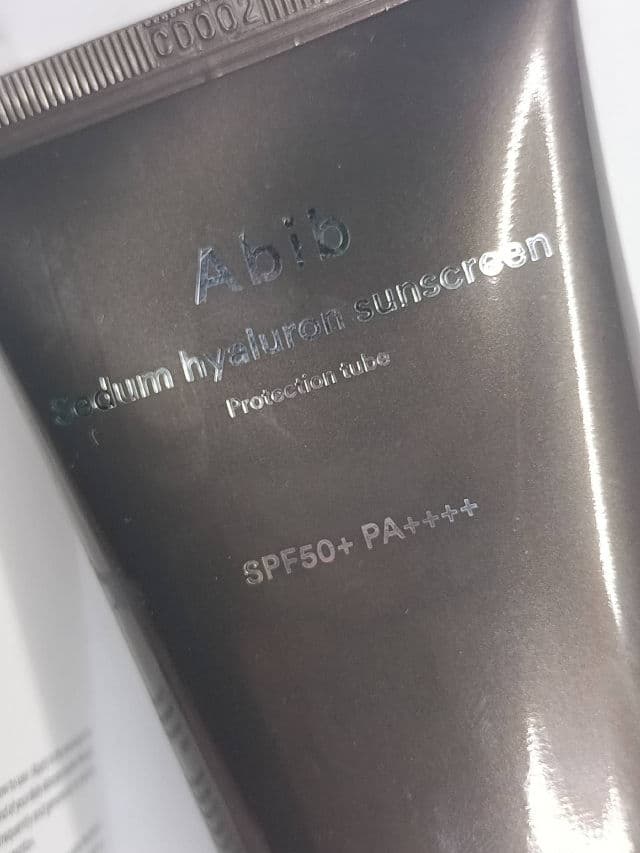 C0002
Abib
Sedum hyaluron sunscreen
Protection tube
SPF50+ PA++++